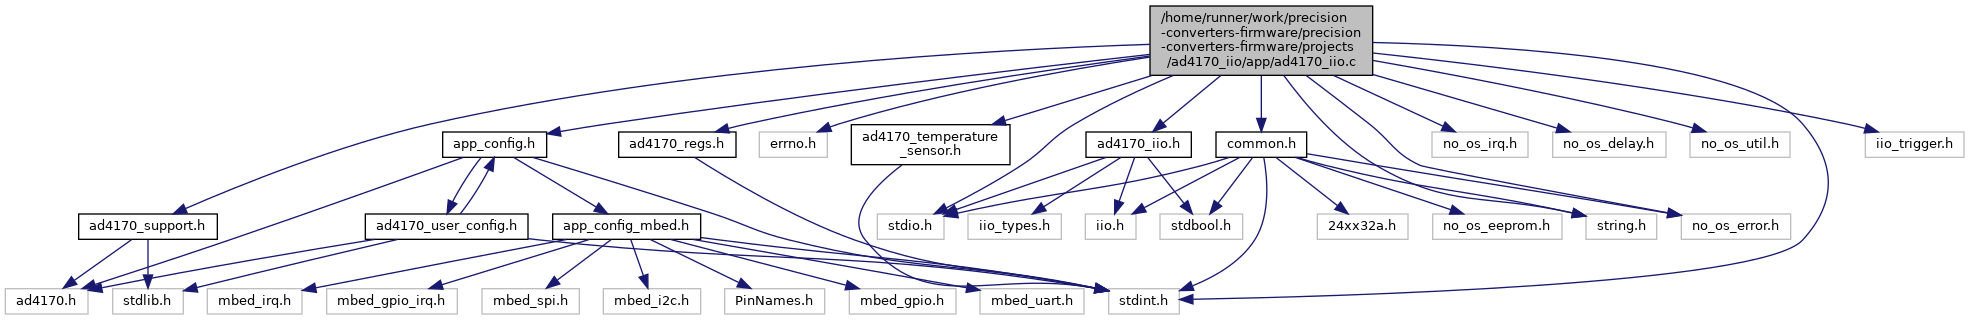 /home/runner/work/precision
-converters-firmware/precision
-converters-firmware/projects
/ad4170_iio/app/ad4170_iio.c
app_config.h
ad4170_regs.h
errno.h
ad4170_temperature
_sensor.h
ad4170_iio.h
common.h
no_os_irq.h
no_os_delay.h
no_os_util.h
iio_trigger.h
ad4170_support.h
ad4170_user_config.h
app_config_mbed.h
stdio.h
iio_types.h
iio.h
stdbool.h
24xx32a.h
no_os_eeprom.h
string.h
no_os_error.h
ad4170.h
stdlib.h
mbed_irq.h
mbed_gpio_irq.h
mbed_spi.h
mbed_i2c.h
PinNames.h
mbed_gpio.h
mbed_uart.h
stdint.h